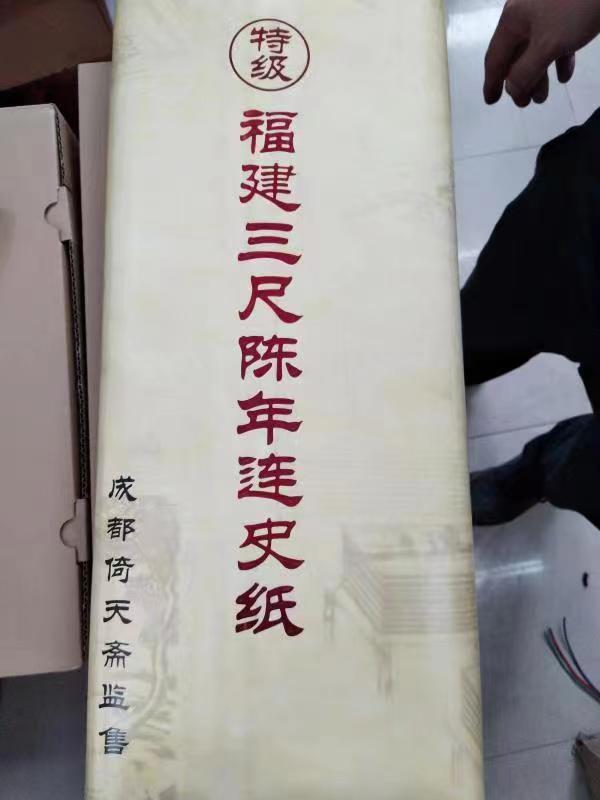 特级
福建三尺陈年连史纸
成都倚天斋监售